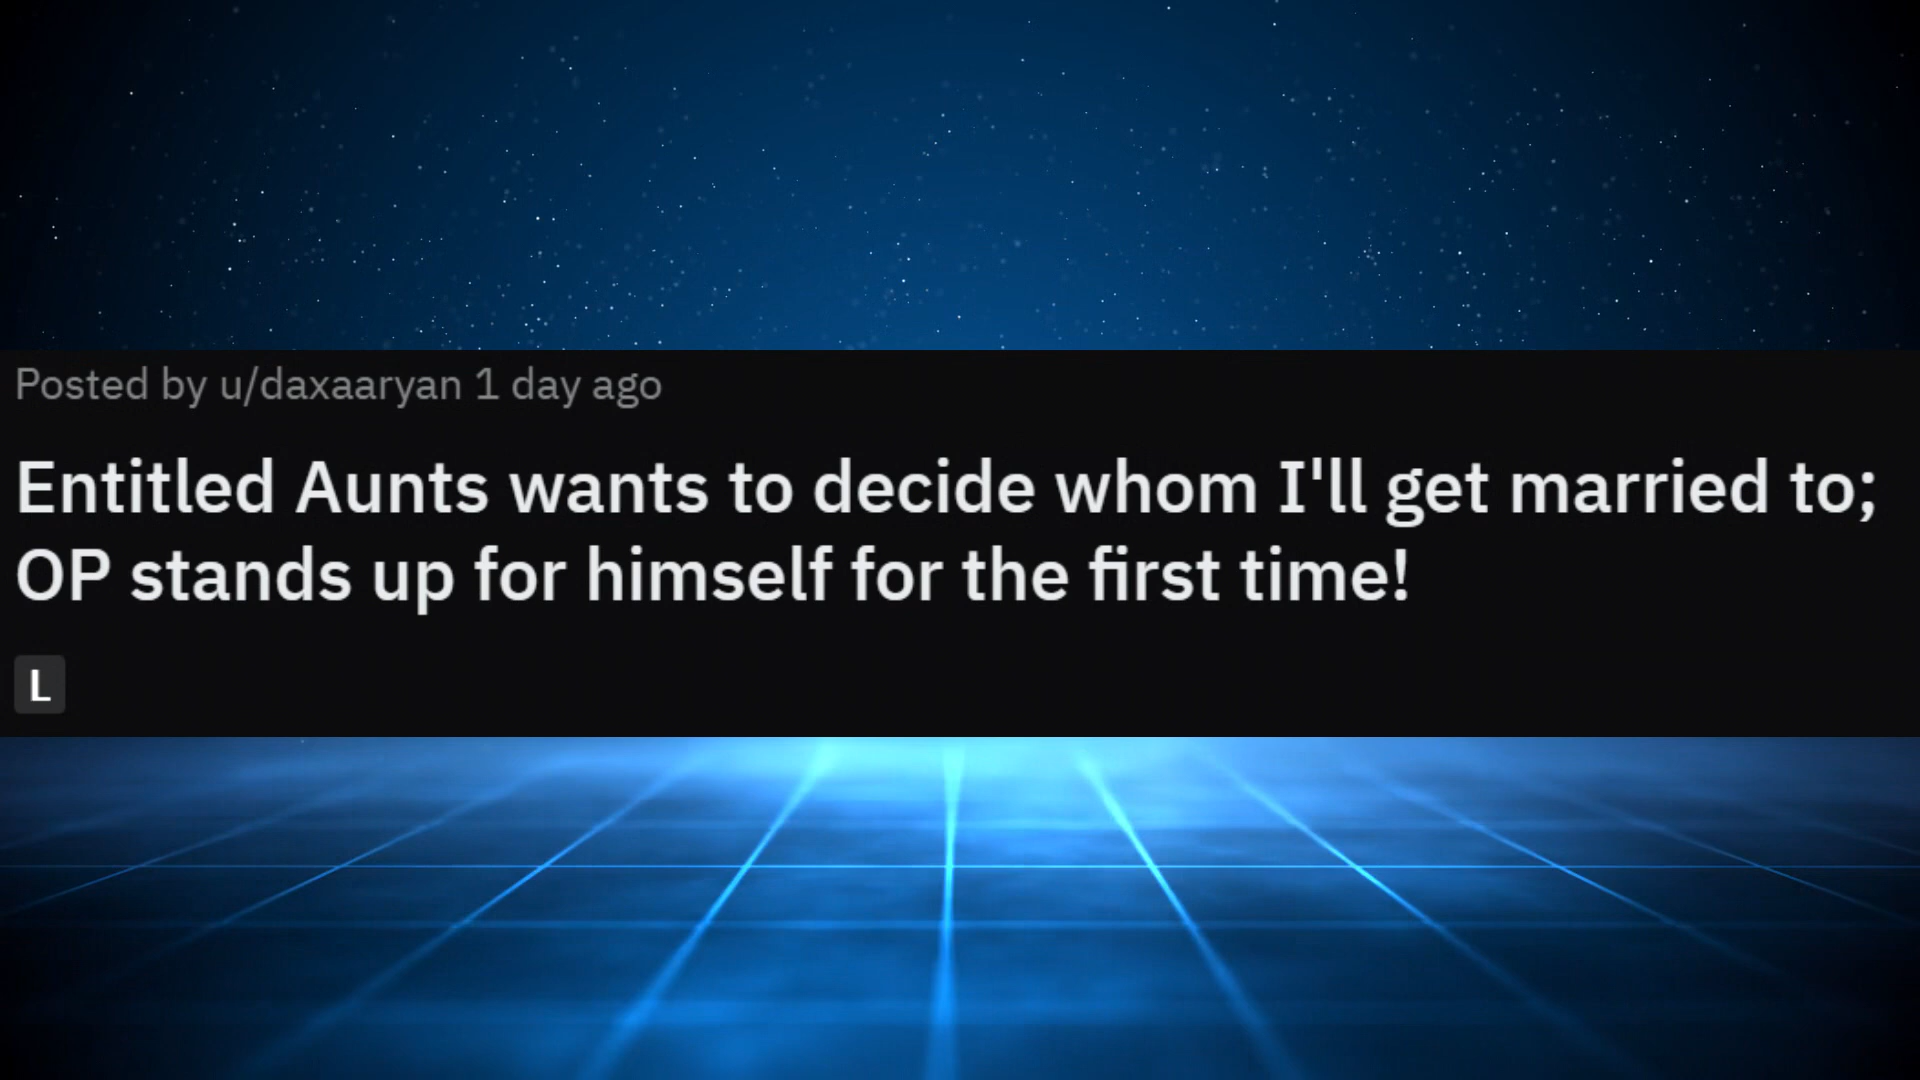 Posted by u/daxaaryan 1 day ago
Entitled Aunts wants to decide whom I'll get married to;
OP stands up for himself for the first time!
L